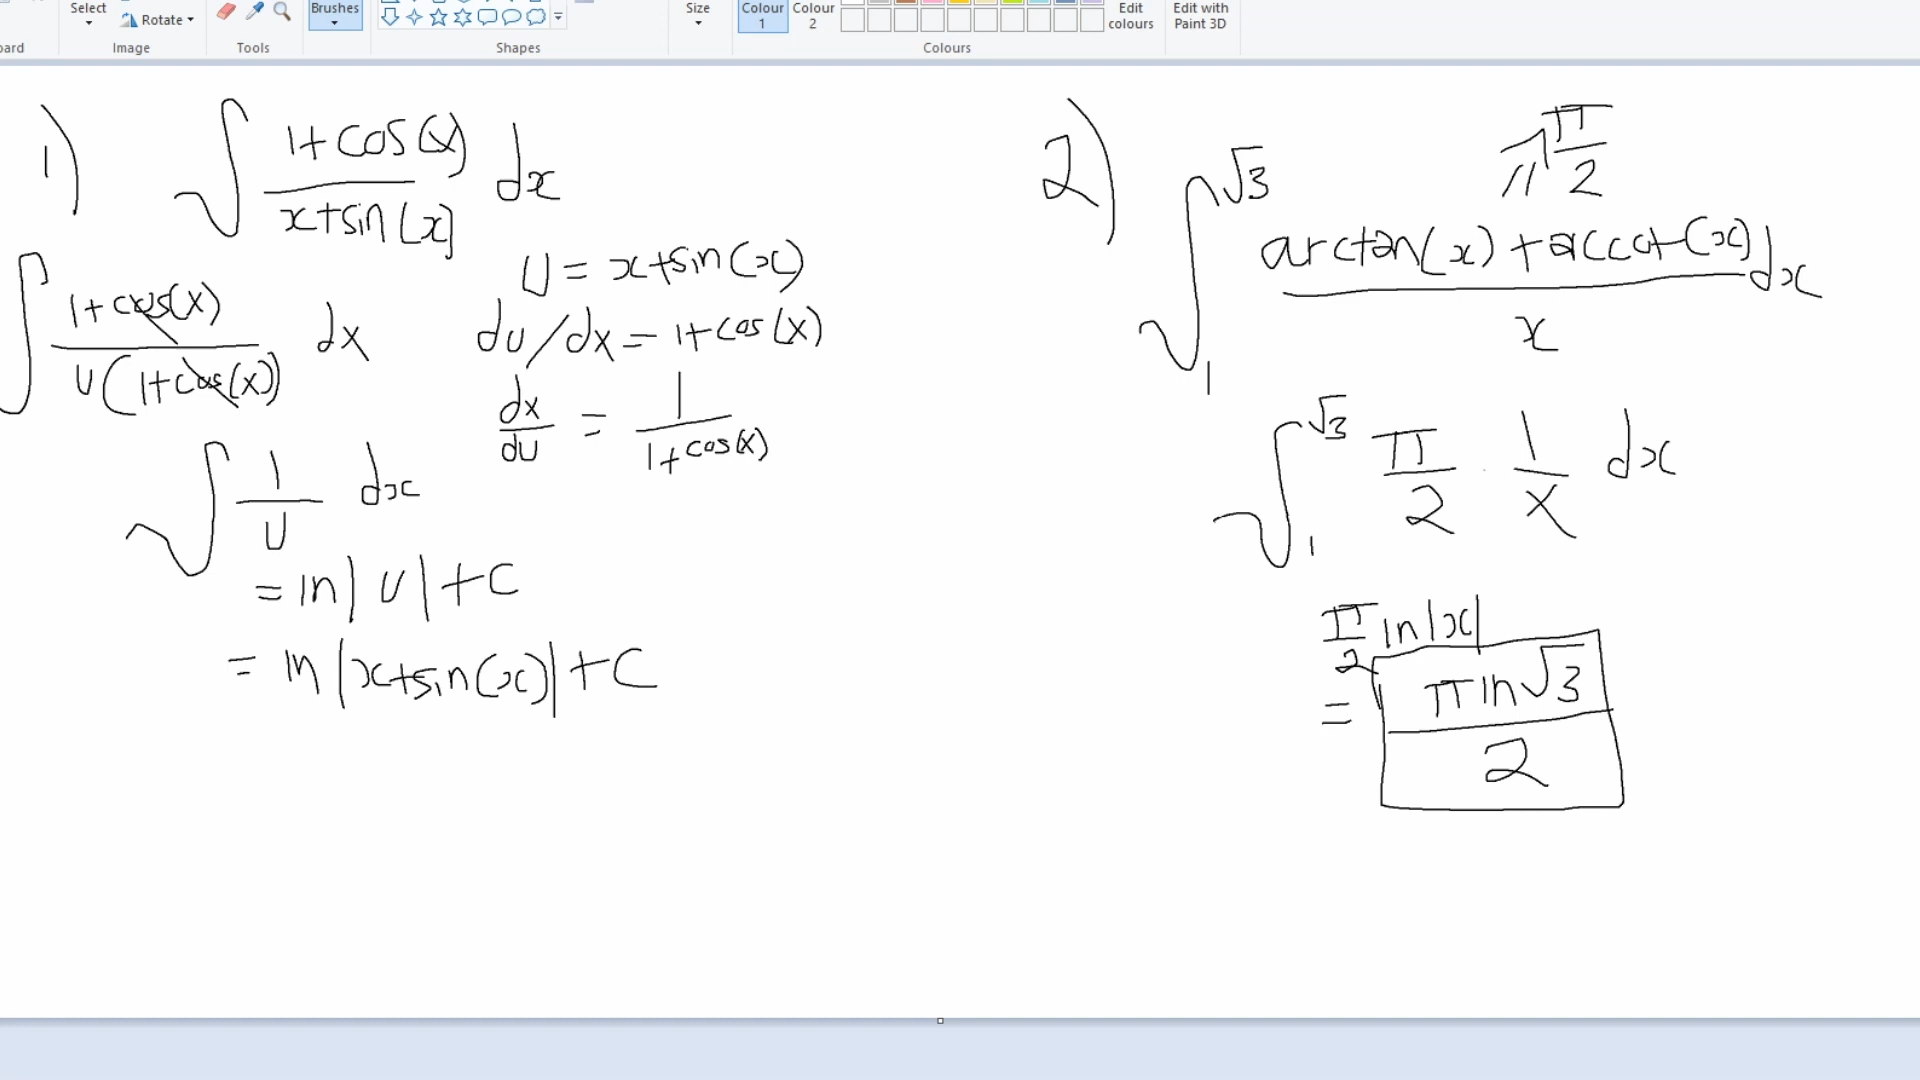 Select
Rotate
Brushes
Size
Colour 1
Colour 2
Edit colours
Edit with Paint 3D
ard
Image
Tools
Shapes
Colours
1) ∫ 1+cos(x) / x+sin(x) dx
U = x+sin(x)
∫ 1+cos(x) / U(1+cos(x)) dx
du/dx = 1+cos(x)
dx/du = 1 / 1+cos(x)
∫ 1/U dx
= ln|U|+C
= ln|x+sin(x)|+C
2)
π π/2
∫₁^√3 arctan(x)+arccot(x) / x dx
∫₁^√3 π/2 · 1/x dx
π/2 ln|x|
= π ln√3 / 2